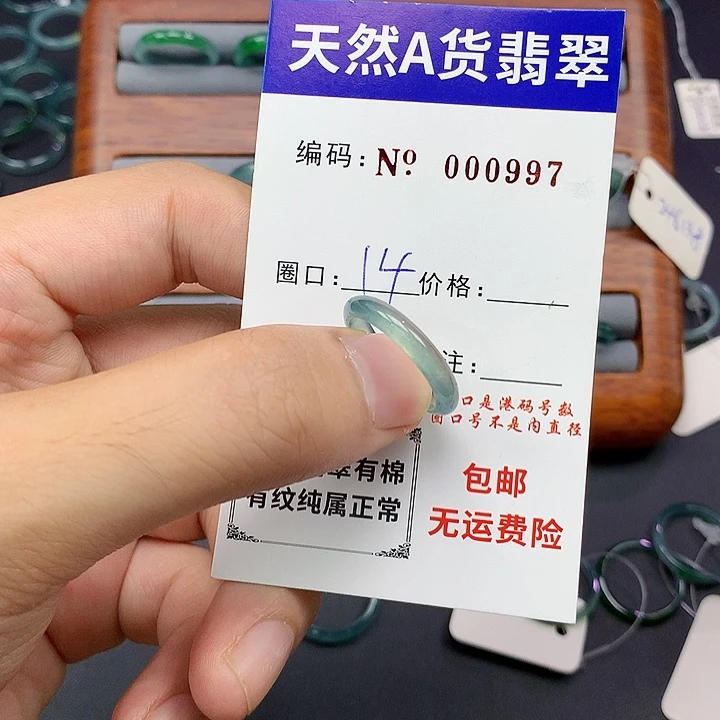 天然A货翡翠
编码: Nº 000997
圈口: 14 价格:
注:
口是港码号数
圈口号不是内直径
翠有棉
有纹纯属正常
包邮
无运费险